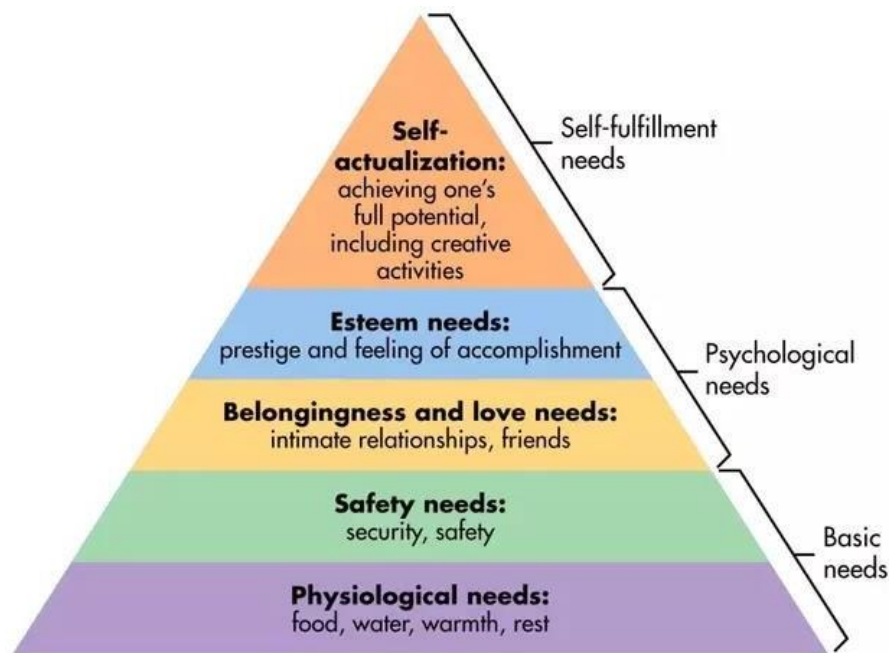 Self-
actualization:
achieving one's
full potential,
including creative
activities
Self-fulfillment
needs
Esteem needs:
prestige and feeling of accomplishment
Psychological
needs
Belongingness and love needs:
intimate relationships, friends
Safety needs:
security, safety
Basic
needs
Physiological needs:
food, water, warmth, rest